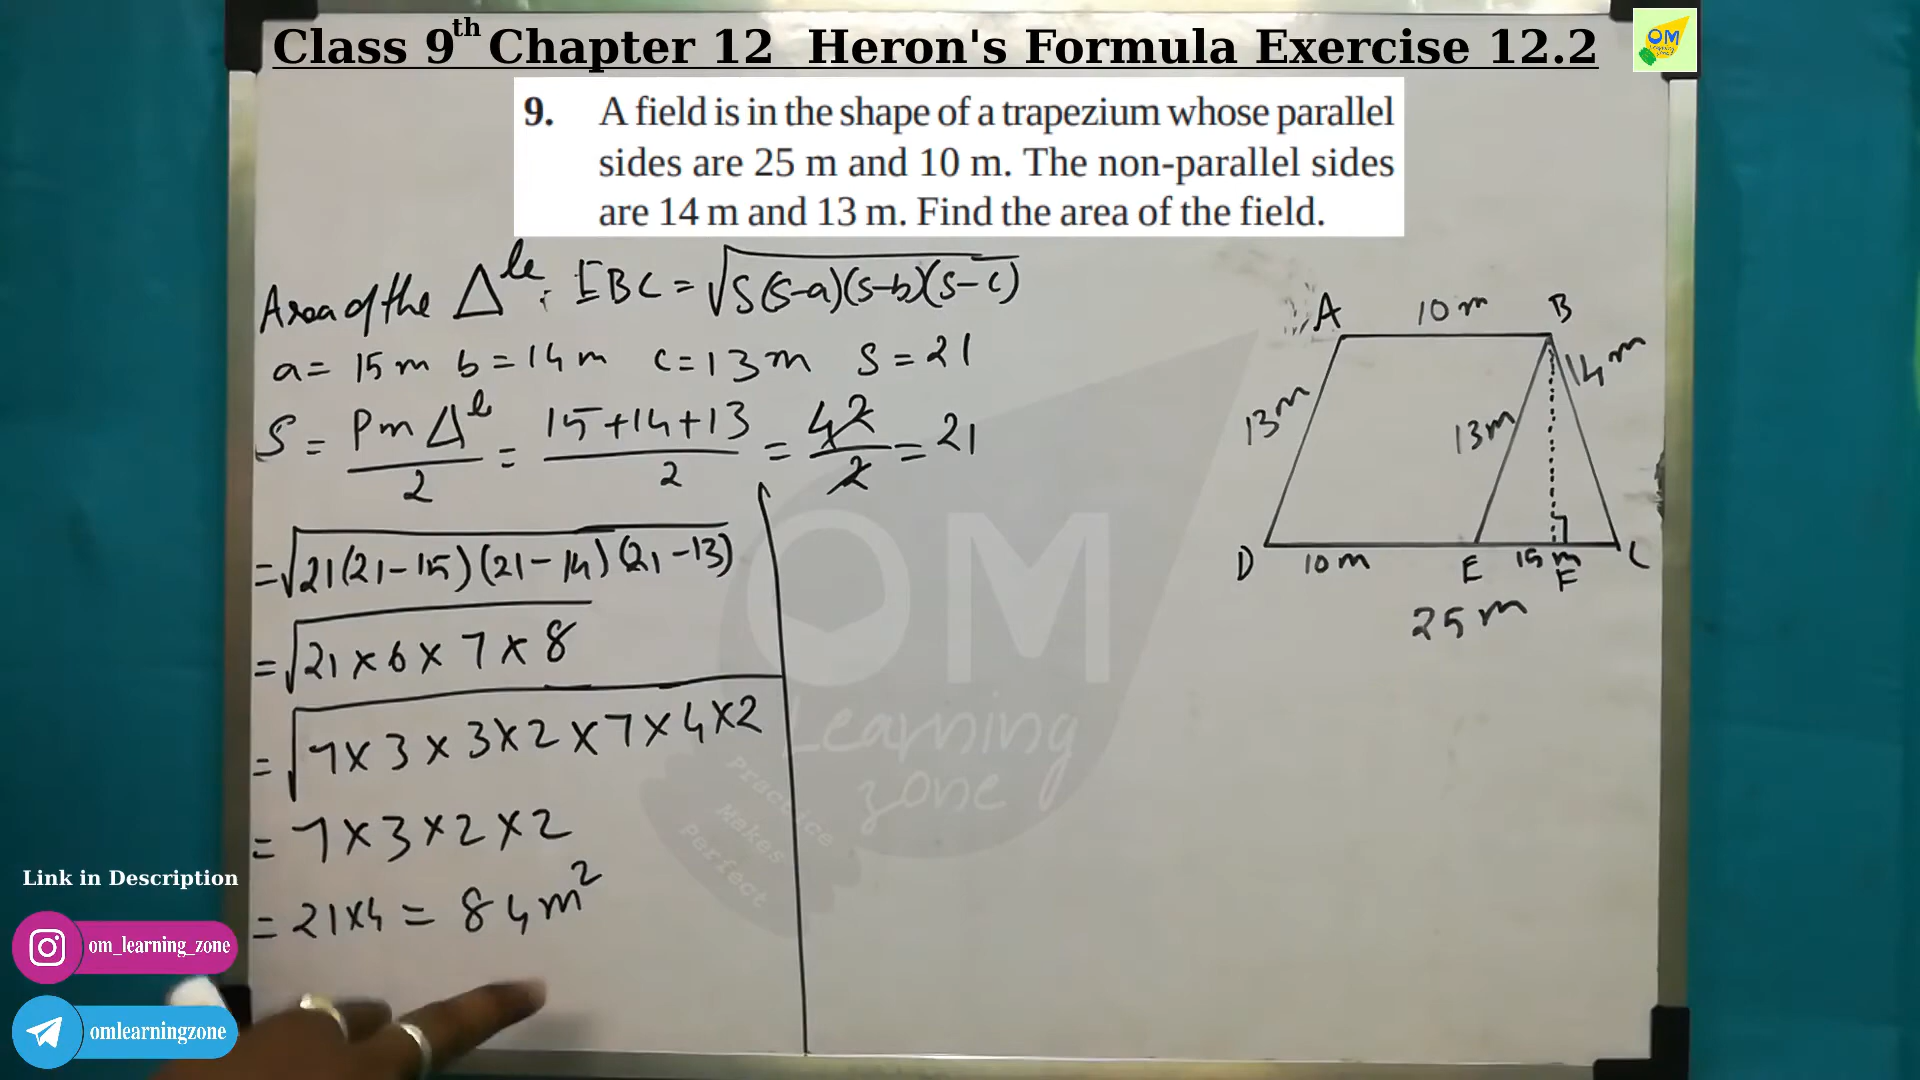 Class 9th Chapter 12 Heron's Formula Exercise 12.2
OM
Learning
zone
9. A field is in the shape of a trapezium whose parallel
sides are 25 m and 10 m. The non-parallel sides
are 14 m and 13 m. Find the area of the field.
Area of the Δle: EBC = √S(S-a)(S-b)(S-c)
a = 15 m b = 14 m c = 13 m S = 21
S = Pm Δle/2 = 15+14+13/2 = 42/2 = 21
= √21(21-15)(21-14)(21-13)
= √21 × 6 × 7 × 8
= √7 × 3 × 3 × 2 × 7 × 4 × 2
= 7 × 3 × 2 × 2
= 21×4 = 84 m²
A 10 m B
13 m 13 m 14 m
D 10 m E 15 m F C
25 m
OM
Learning
zone
Practice
Makes
Perfect
Link in Description
om_learning_zone
omlearningzone